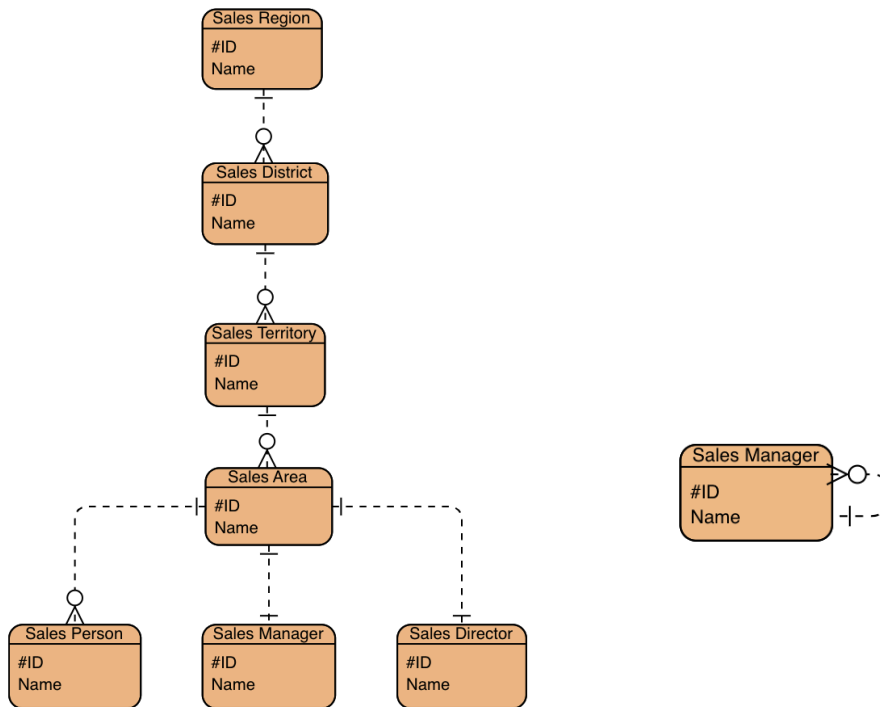 Sales Region
#ID
Name
Sales District
#ID
Name
Sales Territory
#ID
Name
Sales Area
#ID
Name
Sales Person
#ID
Name
Sales Manager
#ID
Name
Sales Director
#ID
Name
Sales Manager
#ID
Name